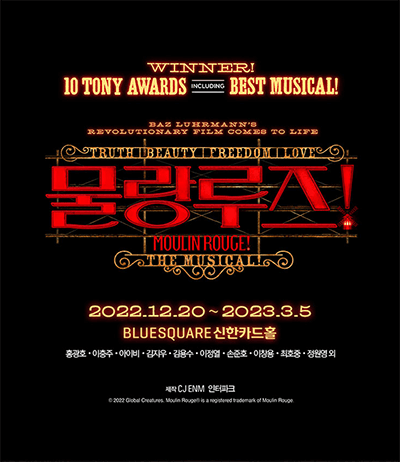 WINNER!
10 TONY AWARDS INCLUDING BEST MUSICAL!
BAZ LUHRMANN'S
REVOLUTIONARY FILM COMES TO LIFE
TRUTH | BEAUTY | FREEDOM | LOVE
물랑루즈!
MOULIN ROUGE!
THE MUSICAL!
2022.12.20 ~ 2023.3.5
BLUESQUARE 신한카드홀
홍광호 • 이충주 • 아이비 • 김지우 • 김용수 • 이정열 • 손준호 • 이창용 • 최호중 • 정원영 외
제작 CJ ENM 인터파크
© 2022 Global Creatures. Moulin Rouge® is a registered trademark of Moulin Rouge